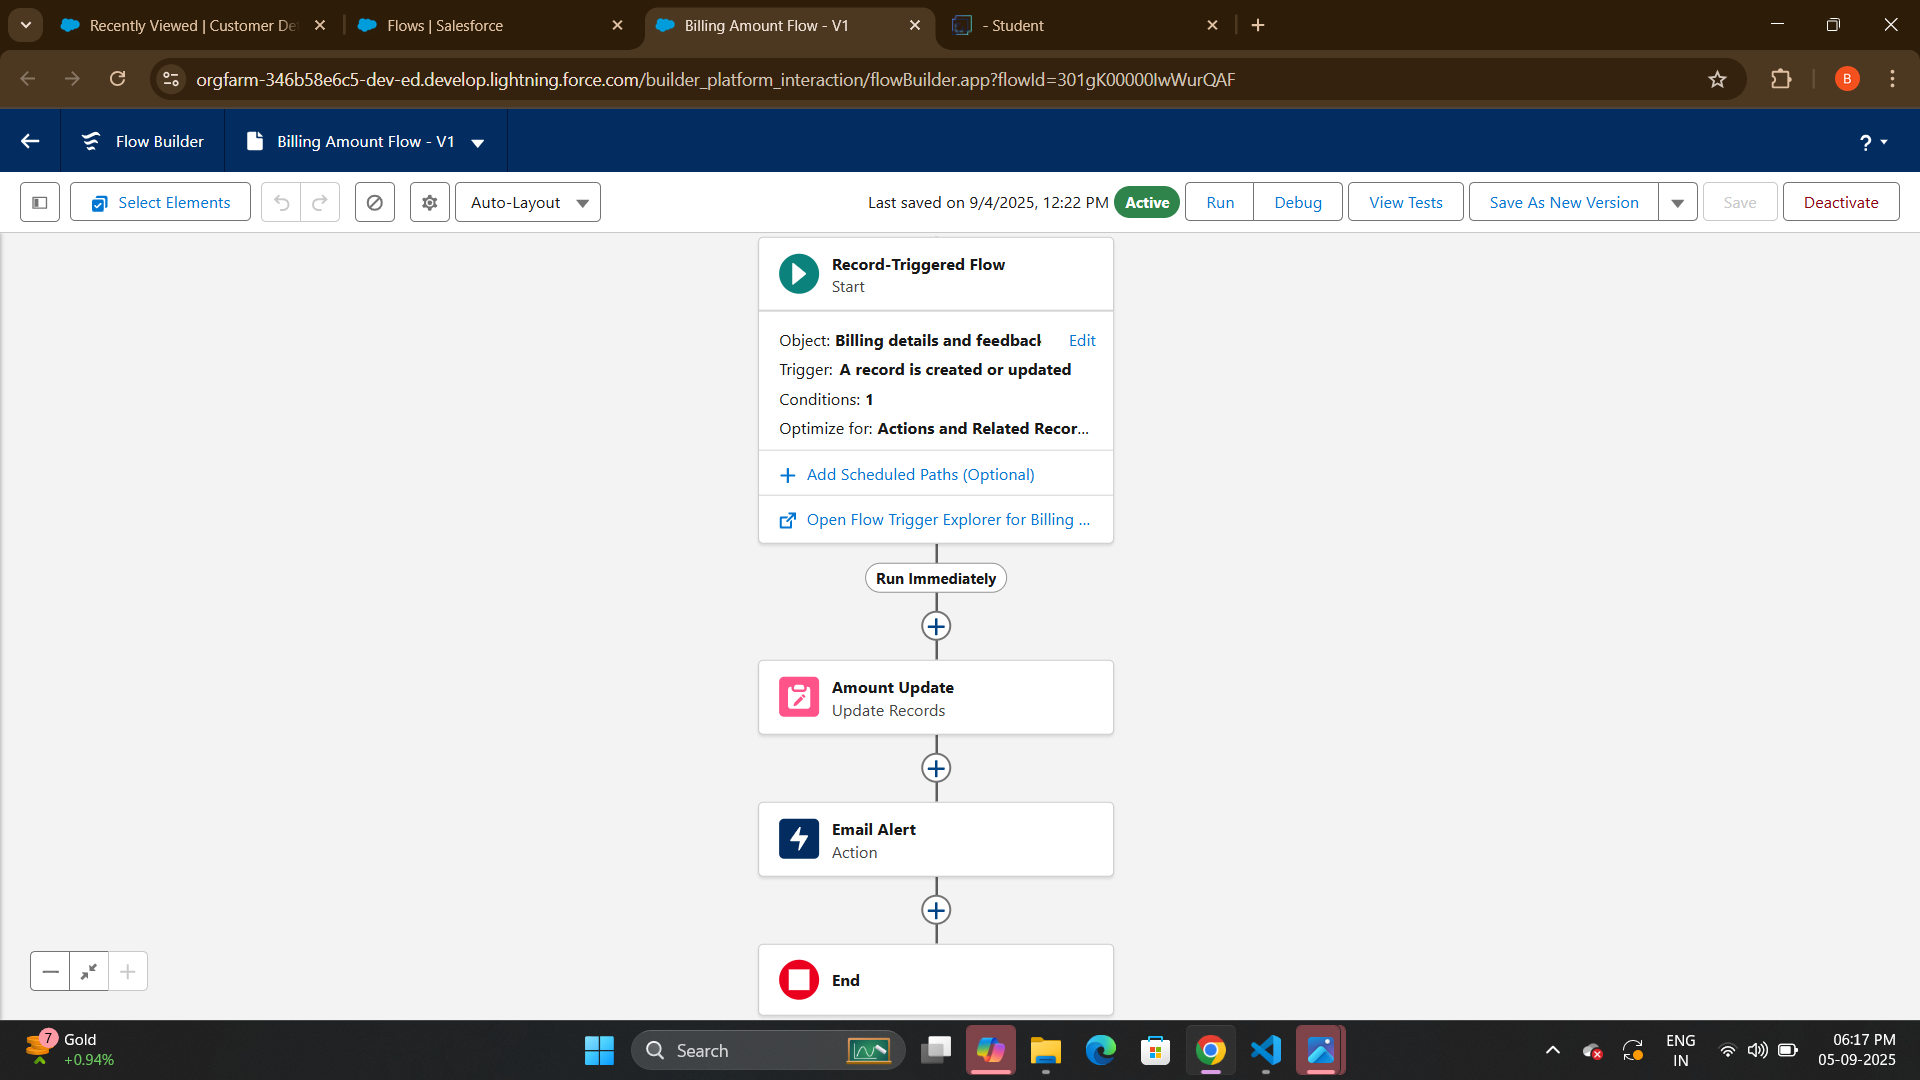 Recently Viewed | Customer De
Flows | Salesforce
Billing Amount Flow - V1
- Student
orgfarm-346b58e6c5-dev-ed.develop.lightning.force.com/builder_platform_interaction/flowBuilder.app?flowId=301gK00000IwWurQAF
B
Flow Builder
Billing Amount Flow - V1
?
Select Elements
Auto-Layout
Last saved on 9/4/2025, 12:22 PM
Active
Run
Debug
View Tests
Save As New Version
Save
Deactivate
Record-Triggered Flow
Start
Object: Billing details and feedback
Edit
Trigger: A record is created or updated
Conditions: 1
Optimize for: Actions and Related Recor...
Add Scheduled Paths (Optional)
Open Flow Trigger Explorer for Billing ...
Run Immediately
Amount Update
Update Records
Email Alert
Action
End
7
Gold
+0.94%
Search
ENG
IN
06:17 PM
05-09-2025